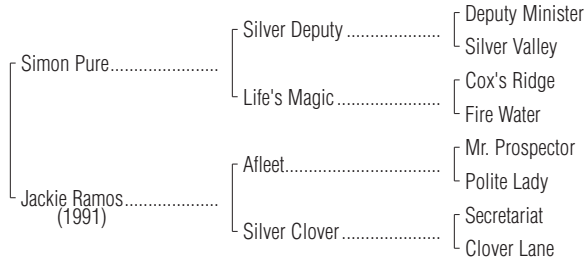 Deputy Minister
Silver Deputy ....................
Silver Valley
Simon Pure.......................
Cox's Ridge
Life's Magic ......................
Fire Water
Mr. Prospector
Afleet.................................
Polite Lady
Jackie Ramos....................
(1991)
Secretariat
Silver Clover.....................
Clover Lane